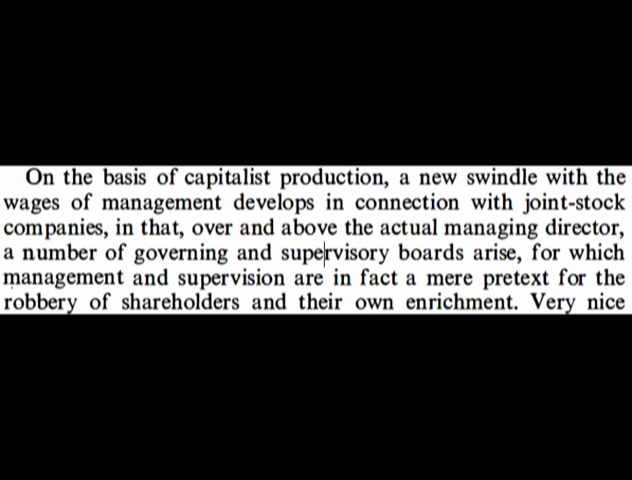 On the basis of capitalist production, a new swindle with the
wages of management develops in connection with joint-stock
companies, in that, over and above the actual managing director,
a number of governing and supervisory boards arise, for which
management and supervision are in fact a mere pretext for the
robbery of shareholders and their own enrichment. Very nice